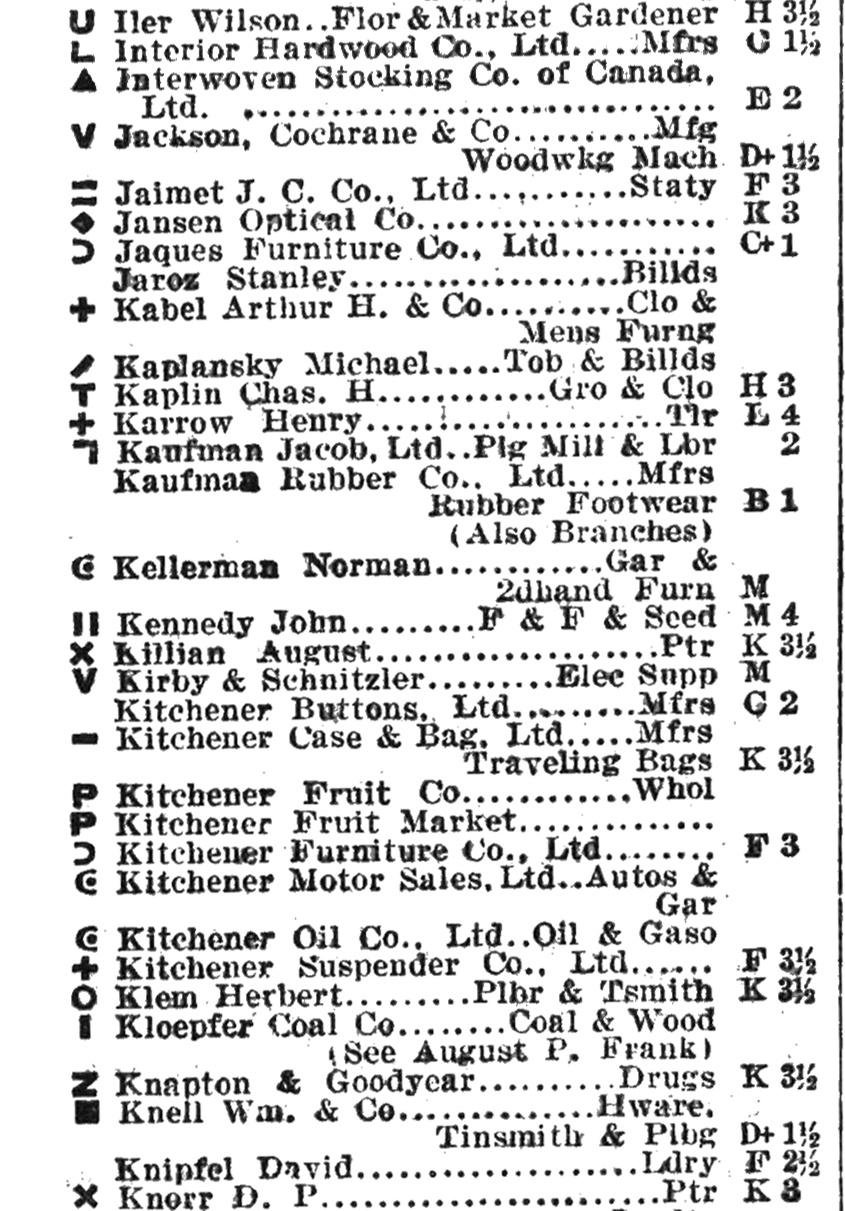 U Iler Wilson..Flor & Market Gardener H 3½
L Interior Hardwood Co., Ltd.....Mfrs G 1½
▲ Interwoven Stocking Co. of Canada,
Ltd. .................................. E 2
V Jackson, Cochrane & Co..........Mfg
Woodwkg Mach D+ 1½
= Jaimet J. C. Co., Ltd...........Staty F 3
◆ Jansen Optical Co...................... K 3
Ɔ Jaques Furniture Co., Ltd........... C+ 1
Jaroz Stanley....................Billds
+ Kabel Arthur H. & Co..........Clo &
Mens Furng
/ Kaplansky Michael.....Tob & Billds
T Kaplin Chas. H............Gro & Clo H 3
+ Karrow Henry......................Tlr L 4
ㄱ Kaufman Jacob, Ltd..Plg Mill & Lbr 2
Kaufman Rubber Co., Ltd.....Mfrs
Rubber Footwear B 1
(Also Branches)
C Kellerman Norman............Gar &
2dhand Furn M
II Kennedy John.........F & F & Seed M 4
X Killian August.....................Ptr K 3½
V Kirby & Schnitzler.........Elec Supp M
Kitchener Buttons, Ltd.........Mfrs G 2
- Kitchener Case & Bag, Ltd.....Mfrs
Traveling Bags K 3½
P Kitchener Fruit Co............Whol
P Kitchener Fruit Market..............
Ɔ Kitchener Furniture Co., Ltd........ F 3
C Kitchener Motor Sales, Ltd..Autos &
Gar
C Kitchener Oil Co., Ltd..Oil & Gaso
+ Kitchener Suspender Co., Ltd...... F 3½
O Klem Herbert.........Plbr & Tsmith K 3½
I Kloepfer Coal Co........Coal & Wood
(See August P. Frank)
Z Knapton & Goodyear..........Drugs K 3½
■ Knell Wm. & Co..............Hware,
Tinsmith & Plbg D+ 1½
Knipfel David....................Ldry F 2½
X Knorr D. P........................Ptr K 3